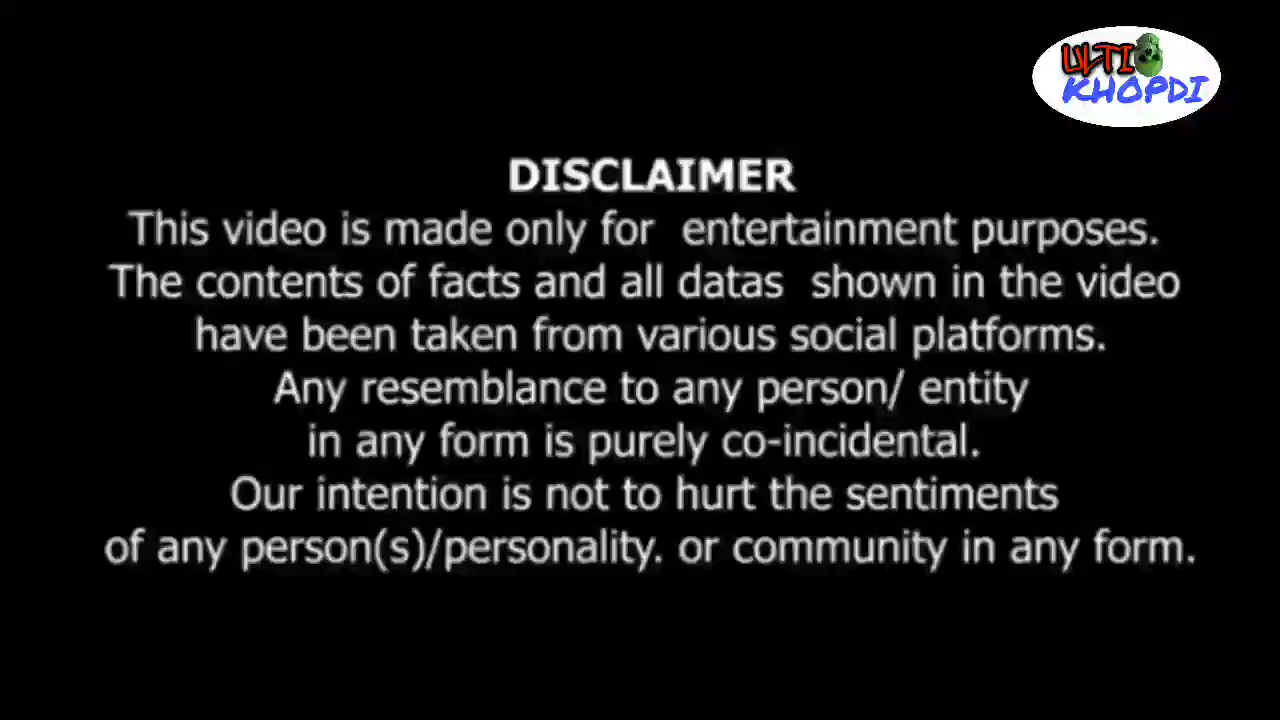 ULTI
KHOPDI
DISCLAIMER
This video is made only for entertainment purposes.
The contents of facts and all datas shown in the video
have been taken from various social platforms.
Any resemblance to any person/ entity
in any form is purely co-incidental.
Our intention is not to hurt the sentiments
of any person(s)/personality. or community in any form.